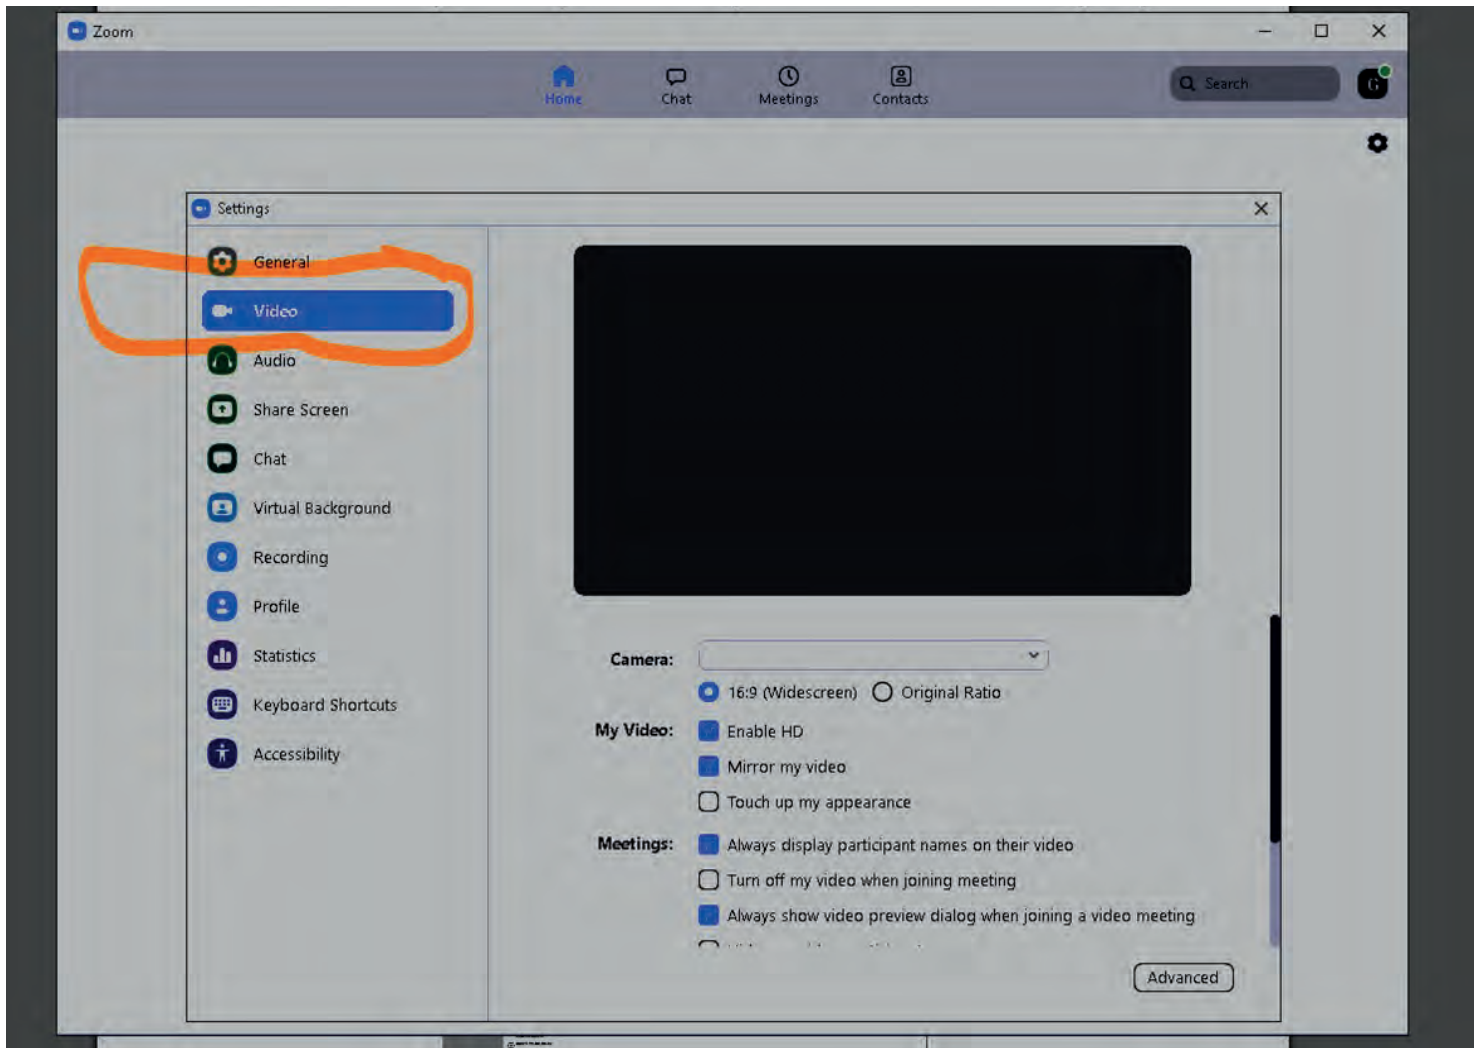 Zoom
Home
Chat
Meetings
Contacts
Search
G
Settings
General
Video
Audio
Share Screen
Chat
Virtual Background
Recording
Profile
Statistics
Keyboard Shortcuts
Accessibility
Camera:
16:9 (Widescreen) Original Ratio
My Video: Enable HD
Mirror my video
Touch up my appearance
Meetings: Always display participant names on their video
Turn off my video when joining meeting
Always show video preview dialog when joining a video meeting
Advanced